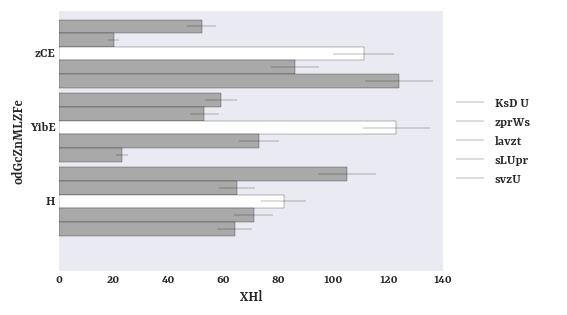 zCE
YibE
H
odGcZnMLZFe
0 20 40 60 80 100 120 140
XHl
KsD U
zprWs
lavzt
sLUpr
svzU